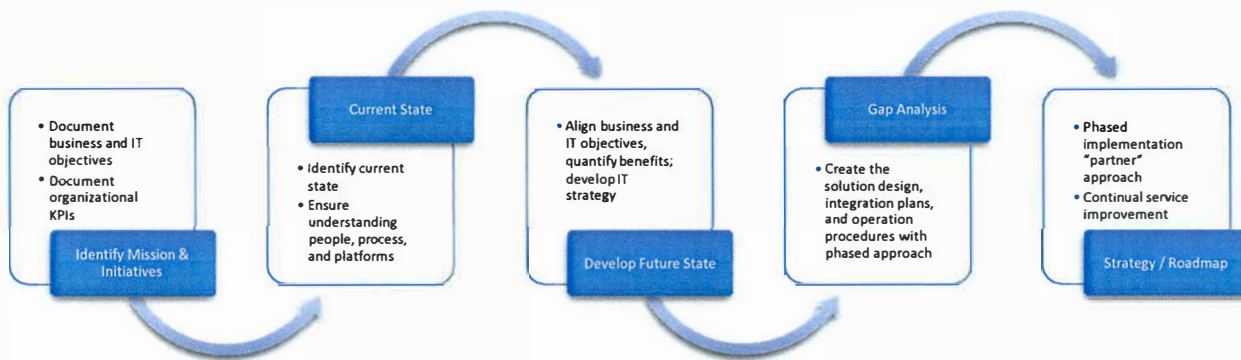 • Document
business and IT
objectives
• Document
organizational
KPIs
Identify Mission &
Initiatives
Current State
• Identify current
state
• Ensure
understanding
people, process,
and platforms
• Align business and
IT objectives,
quantify benefits;
develop IT
strategy
Develop Future State
Gap Analysis
• Create the
solution design,
integration plans,
and operation
procedures with
phased approach
• Phased
implementation
"partner"
approach
• Continual service
improvement
Strategy / Roadmap